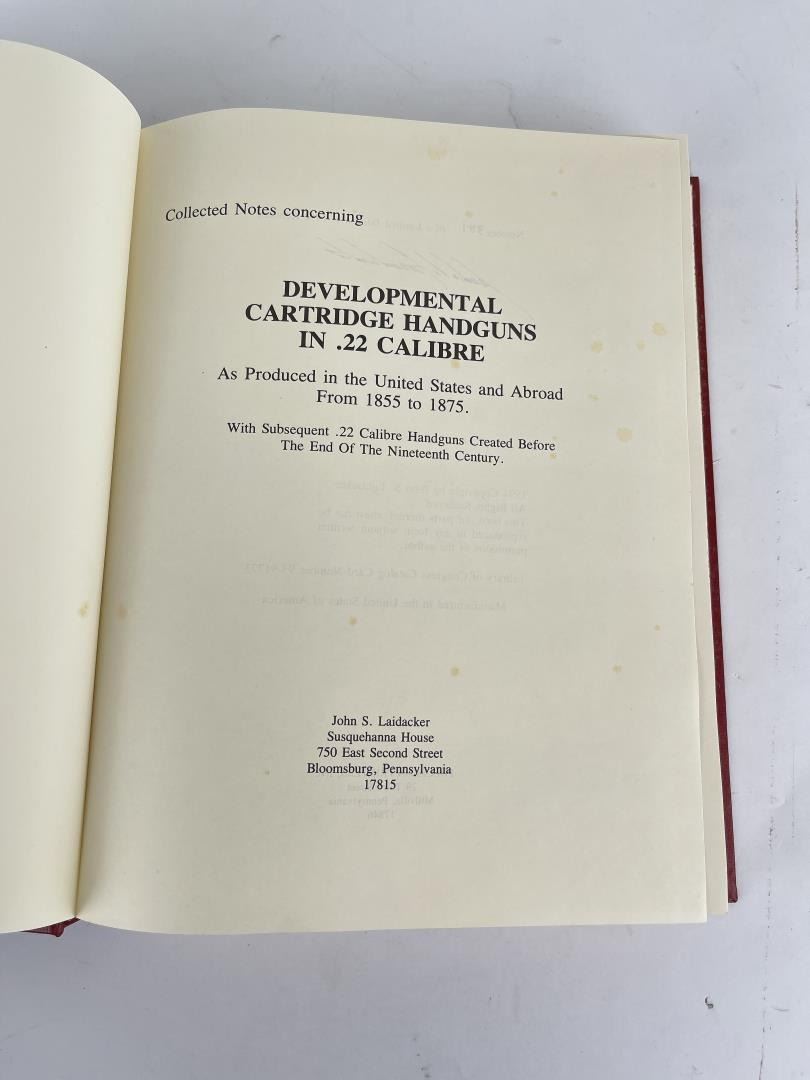 Collected Notes concerning
DEVELOPMENTAL
CARTRIDGE HANDGUNS
IN .22 CALIBRE
As Produced in the United States and Abroad
From 1855 to 1875.
With Subsequent .22 Calibre Handguns Created Before
The End Of The Nineteenth Century.
John S. Laidacker
Susquehanna House
750 East Second Street
Bloomsburg, Pennsylvania
17815